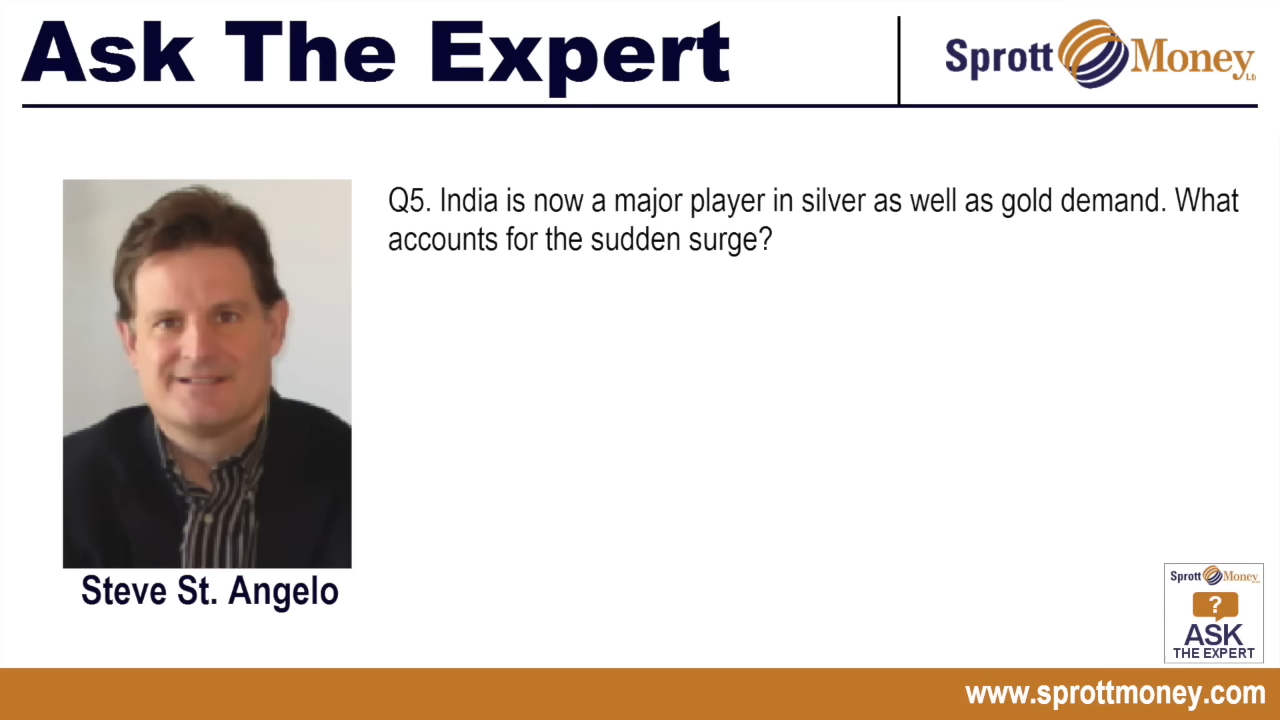 Ask The Expert
Sprott Money Ltd
Q5. India is now a major player in silver as well as gold demand. What
accounts for the sudden surge?
Steve St. Angelo
Sprott Money
?
ASK
THE EXPERT
www.sprottmoney.com